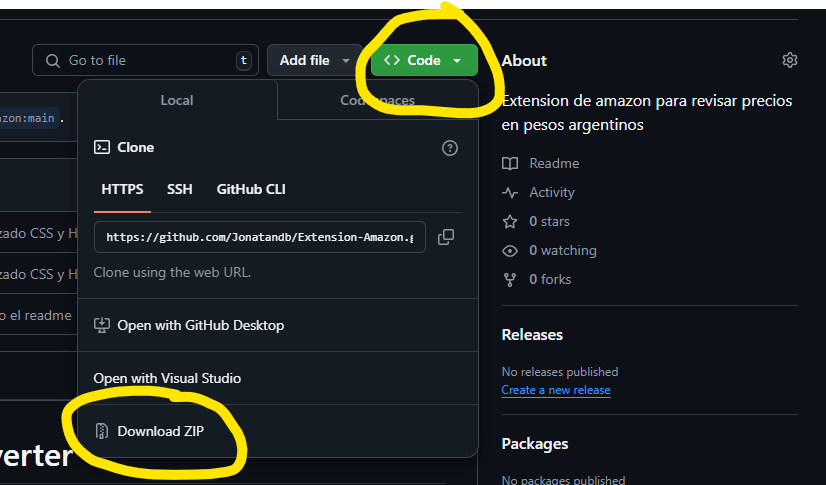 Go to file
t
Add file
Code
Local
Codespaces
azon:main .
Clone
HTTPS
SSH
GitHub CLI
https://github.com/Jonatandb/Extension-Amazon.g
Clone using the web URL.
zado CSS y H
zado CSS y H
o el readme
Open with GitHub Desktop
Open with Visual Studio
Download ZIP
verter
About
Extension de amazon para revisar precios
en pesos argentinos
Readme
Activity
0 stars
0 watching
0 forks
Releases
No releases published
Create a new release
Packages
No packages published